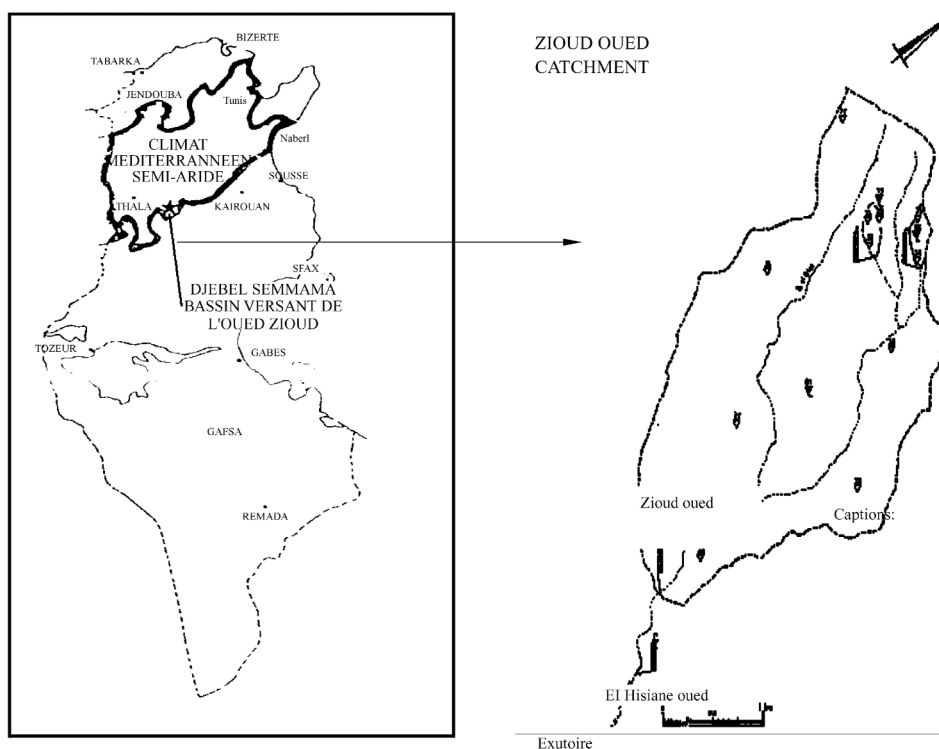 BIZERTE
TABARKA
JENDOUBA
Tunis
CLIMAT
MEDITERRANNEEN
SEMI-ARIDE
Naberl
SOUSSE
THALA
KAIROUAN
SFAX
DJEBEL SEMMAMA
BASSIN VERSANT DE
L'OUED ZIOUD
TOZEUR
GABES
GAFSA
REMADA
ZIOUD OUED
CATCHMENT
Zioud oued
Captions:
EI Hisiane oued
Exutoire